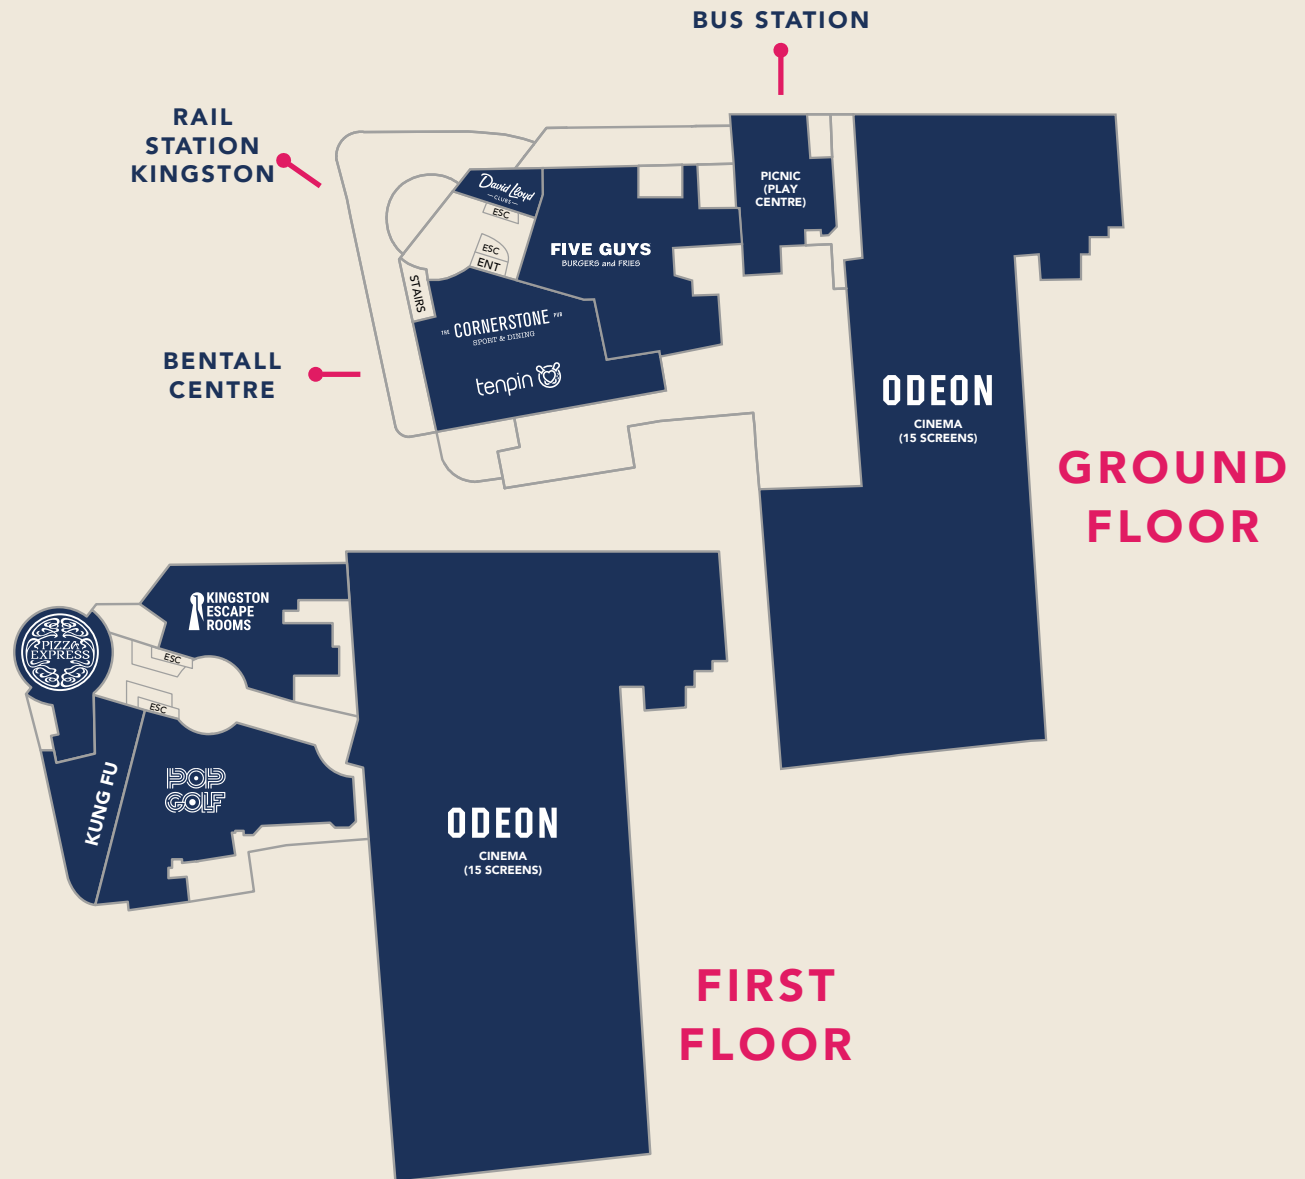 BUS STATION
RAIL
STATION
KINGSTON
David Lloyd
CLUBS
ESC
ESC
ENT
STAIRS
FIVE GUYS
BURGERS and FRIES
PICNIC
(PLAY
CENTRE)
THE CORNERSTONE PUB
SPORT & DINING
tenpin
BENTALL
CENTRE
ODEON
CINEMA
(15 SCREENS)
GROUND
FLOOR
KINGSTON
ESCAPE
ROOMS
PIZZA
EXPRESS
ESC
ESC
KUNG FU
POP
GOLF
ODEON
CINEMA
(15 SCREENS)
FIRST
FLOOR